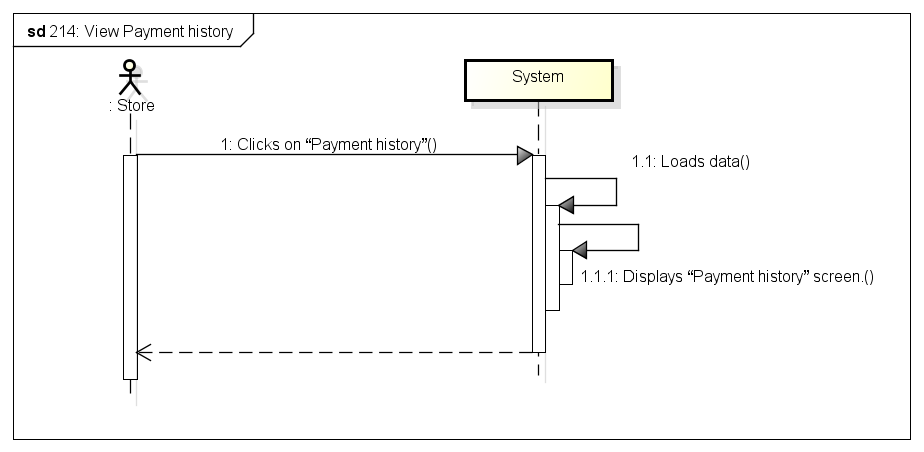 sd 214: View Payment history
: Store
System
1: Clicks on “Payment history”()
1.1: Loads data()
1.1.1: Displays “Payment history” screen.()